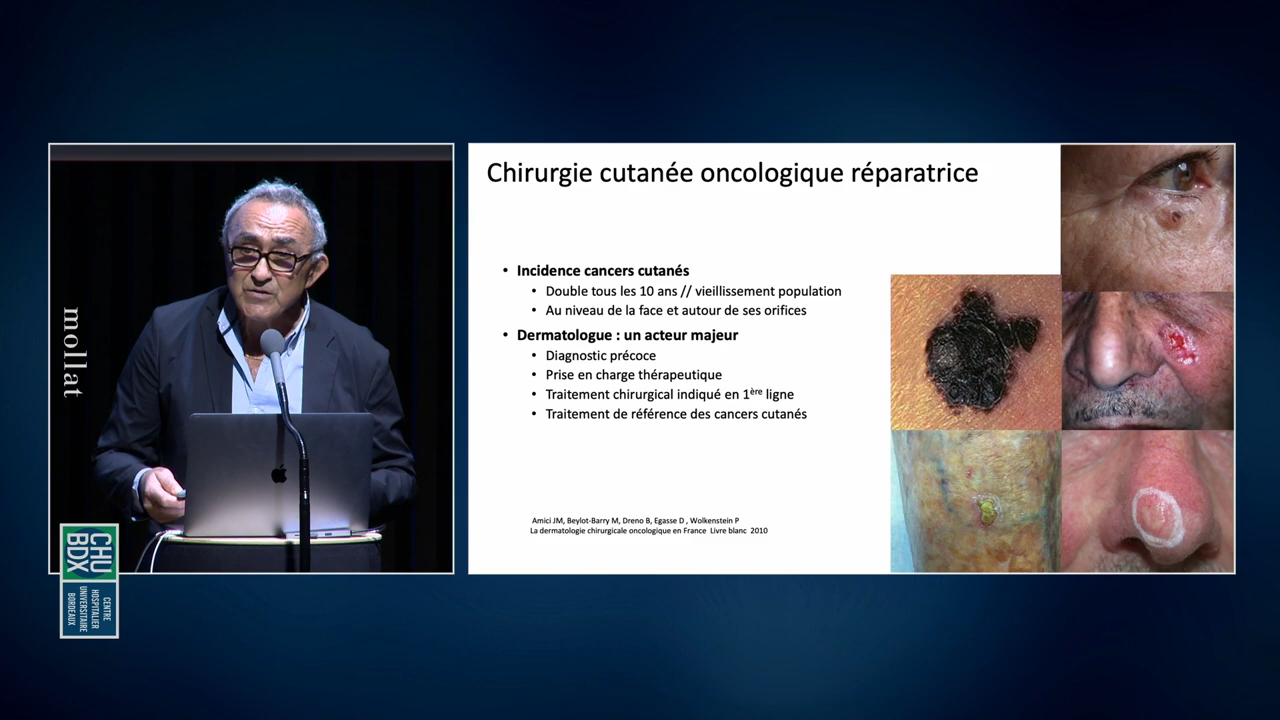 mollat
CHU
BDX
CENTRE
HOSPITALIER
UNIVERSITAIRE
BORDEAUX
Chirurgie cutanée oncologique réparatrice
• Incidence cancers cutanés
• Double tous les 10 ans // vieillissement population
• Au niveau de la face et autour de ses orifices
• Dermatologue : un acteur majeur
• Diagnostic précoce
• Prise en charge thérapeutique
• Traitement chirurgical indiqué en 1ère ligne
• Traitement de référence des cancers cutanés
Amici JM, Beylot-Barry M, Dreno B, Egasse D , Wolkenstein P
La dermatologie chirurgicale oncologique en France Livre blanc 2010